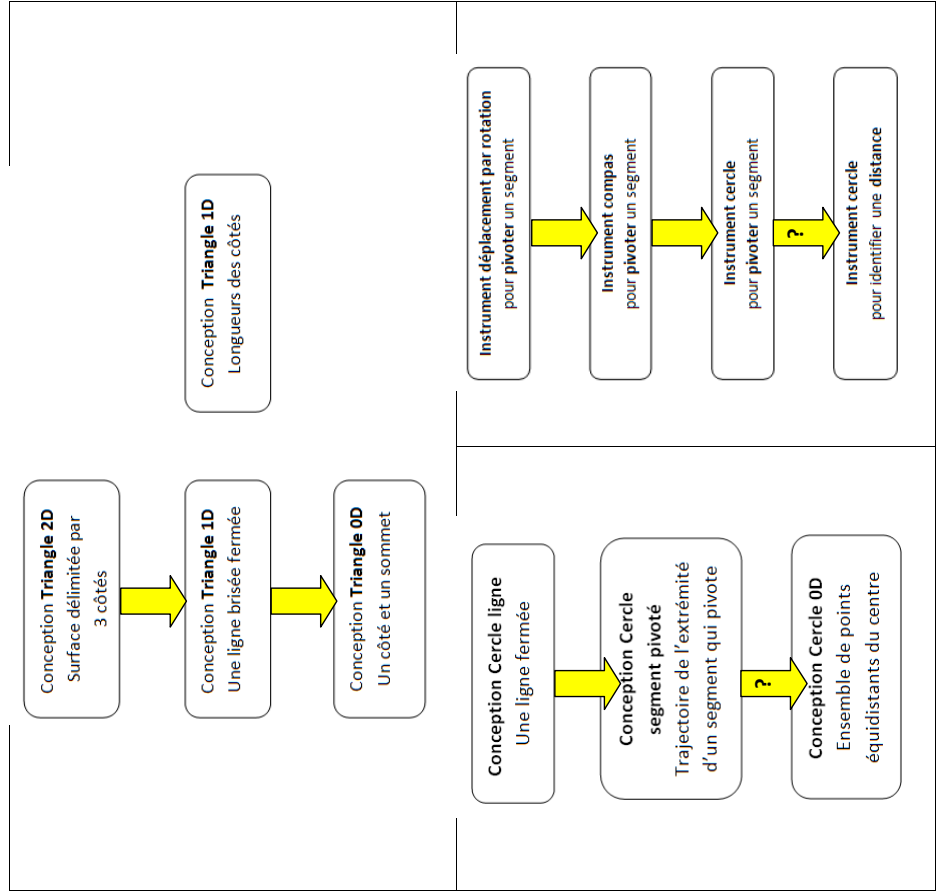 Conception Triangle 2D
Surface délimitée par
3 côtés
Conception Triangle 1D
Une ligne brisée fermée
Conception Triangle 0D
Un côté et un sommet
Conception Triangle 1D
Longueurs des côtés
Conception Cercle ligne
Une ligne fermée
Conception Cercle
segment pivoté
Trajectoire de l'extrémité
d'un segment qui pivote
?
Conception Cercle 0D
Ensemble de points
équidistants du centre
Instrument déplacement par rotation
pour pivoter un segment
Instrument compas
pour pivoter un segment
Instrument cercle
pour pivoter un segment
?
Instrument cercle
pour identifier une distance